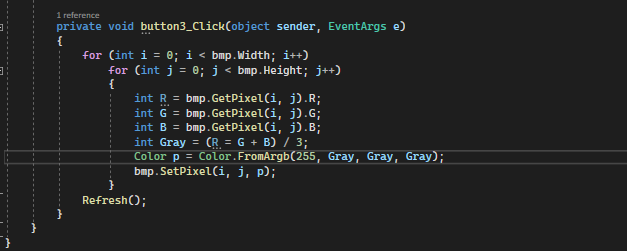 1 reference
private void button3_Click(object sender, EventArgs e)
{
for (int i = 0; i < bmp.Width; i++)
for (int j = 0; j < bmp.Height; j++)
{
int R = bmp.GetPixel(i, j).R;
int G = bmp.GetPixel(i, j).G;
int B = bmp.GetPixel(i, j).B;
int Gray = (R = G + B) / 3;
Color p = Color.FromArgb(255, Gray, Gray, Gray);
bmp.SetPixel(i, j, p);
}
Refresh();
}
}
}